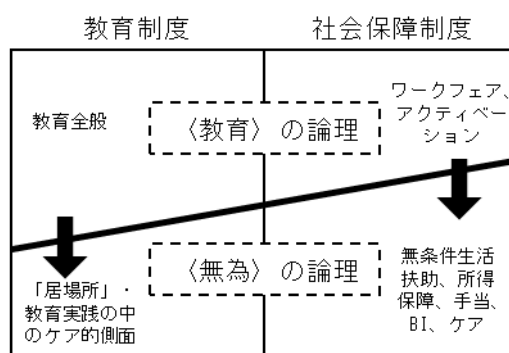 教育制度
社会保障制度
教育全般
〈教育〉の論理
ワークフェア、
アクティベー
ション
〈無為〉の論理
「居場所」・
教育実践の中
のケア的側面
無条件生活
扶助、所得
保障、手当、
BI、ケア